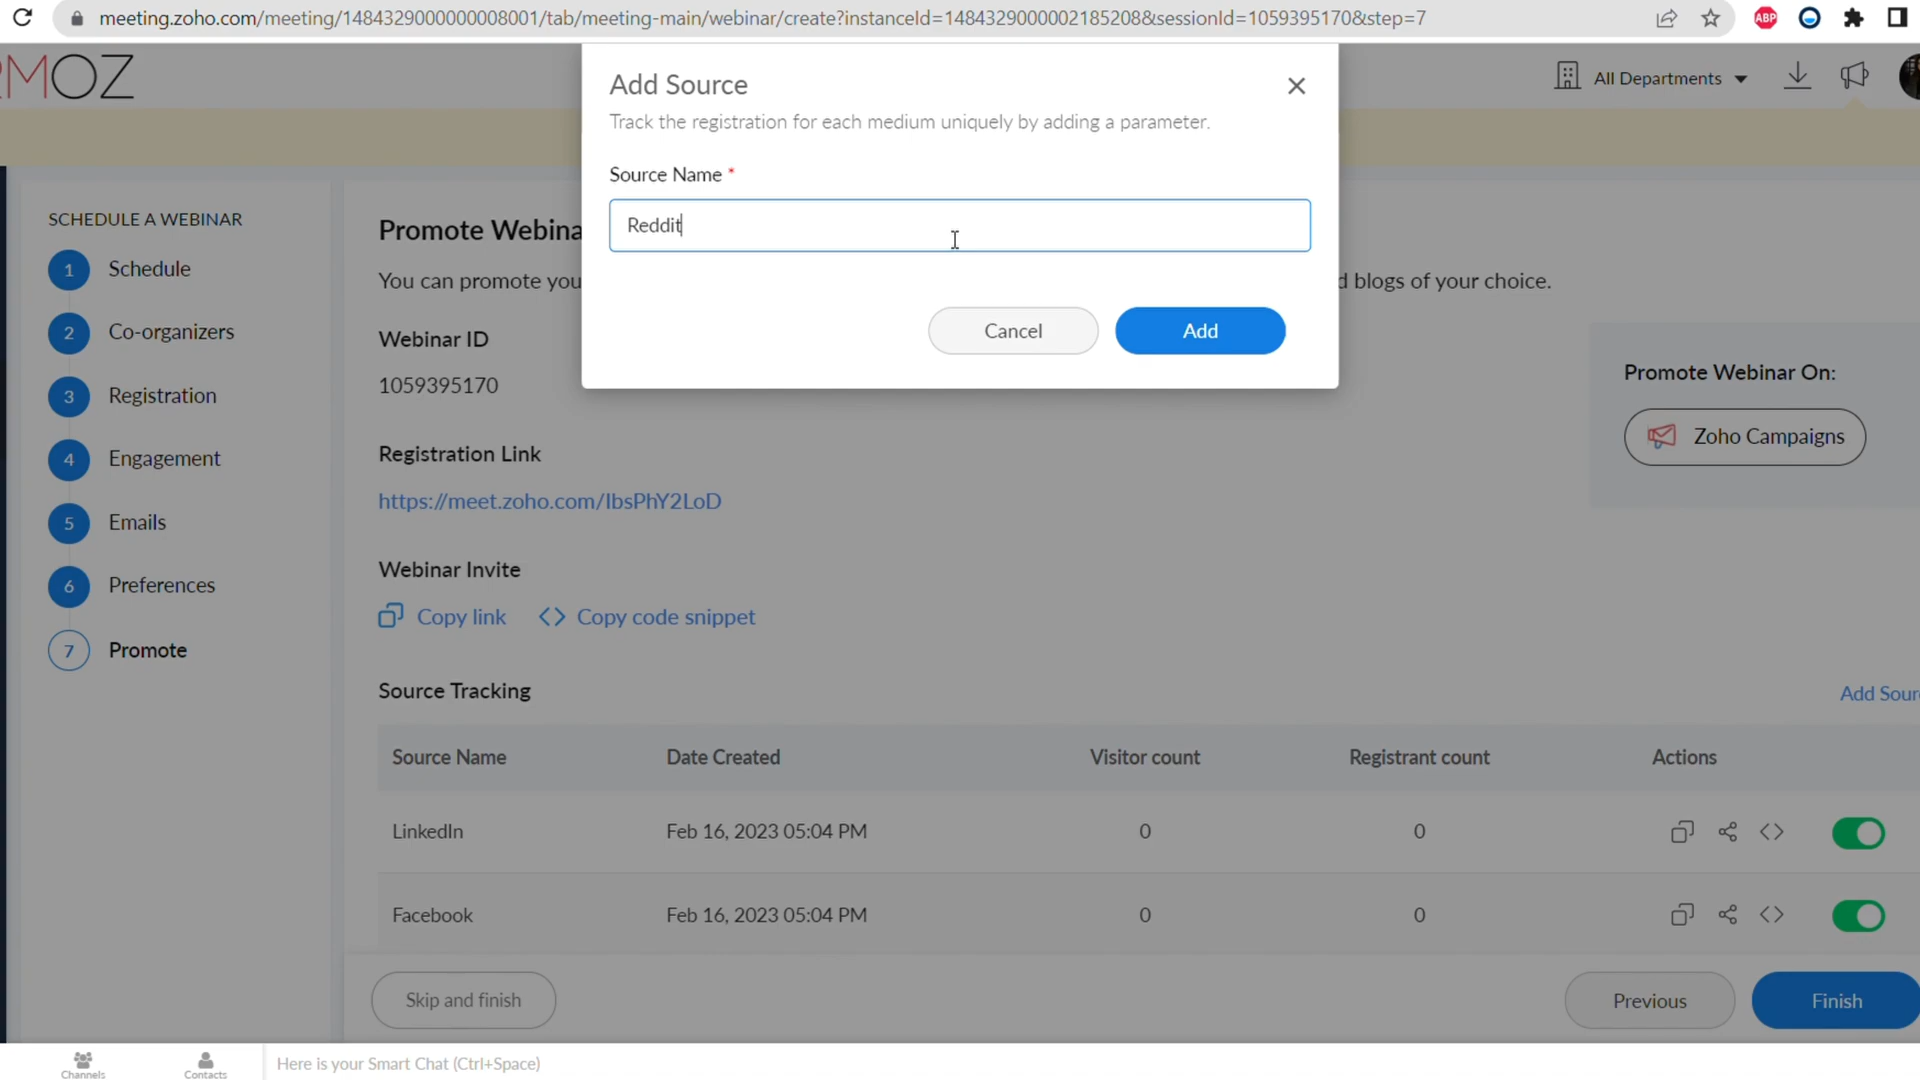 meeting.zoho.com/meeting/1484329000000008001/tab/meeting-main/webinar/create?instanceId=1484329000002185208&sessionId=1059395170&step=7
ABP
MOZ
All Departments
Add Source
Track the registration for each medium uniquely by adding a parameter.
Source Name *
Reddit
Cancel
Add
SCHEDULE A WEBINAR
1 Schedule
2 Co-organizers
3 Registration
4 Engagement
5 Emails
6 Preferences
7 Promote
Promote Webina
You can promote you
d blogs of your choice.
Webinar ID
1059395170
Registration Link
https://meet.zoho.com/IbsPhY2LoD
Webinar Invite
Copy link
Copy code snippet
Promote Webinar On:
Zoho Campaigns
Source Tracking
Add Sour
Source Name Date Created Visitor count Registrant count Actions
LinkedIn Feb 16, 2023 05:04 PM 0 0
Facebook Feb 16, 2023 05:04 PM 0 0
Skip and finish
Previous
Finish
Channels
Contacts
Here is your Smart Chat (Ctrl+Space)